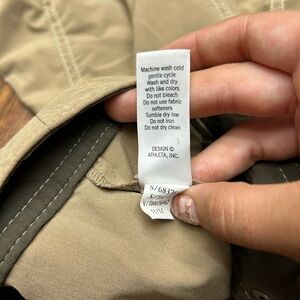 Machine wash cold
gentle cycle
Wash and dry
with like colors
Do not bleach
Do not use fabric
softeners
Tumble dry low
Do not iron
Do not dry clean
DESIGN ID
ATHLETA, INC.